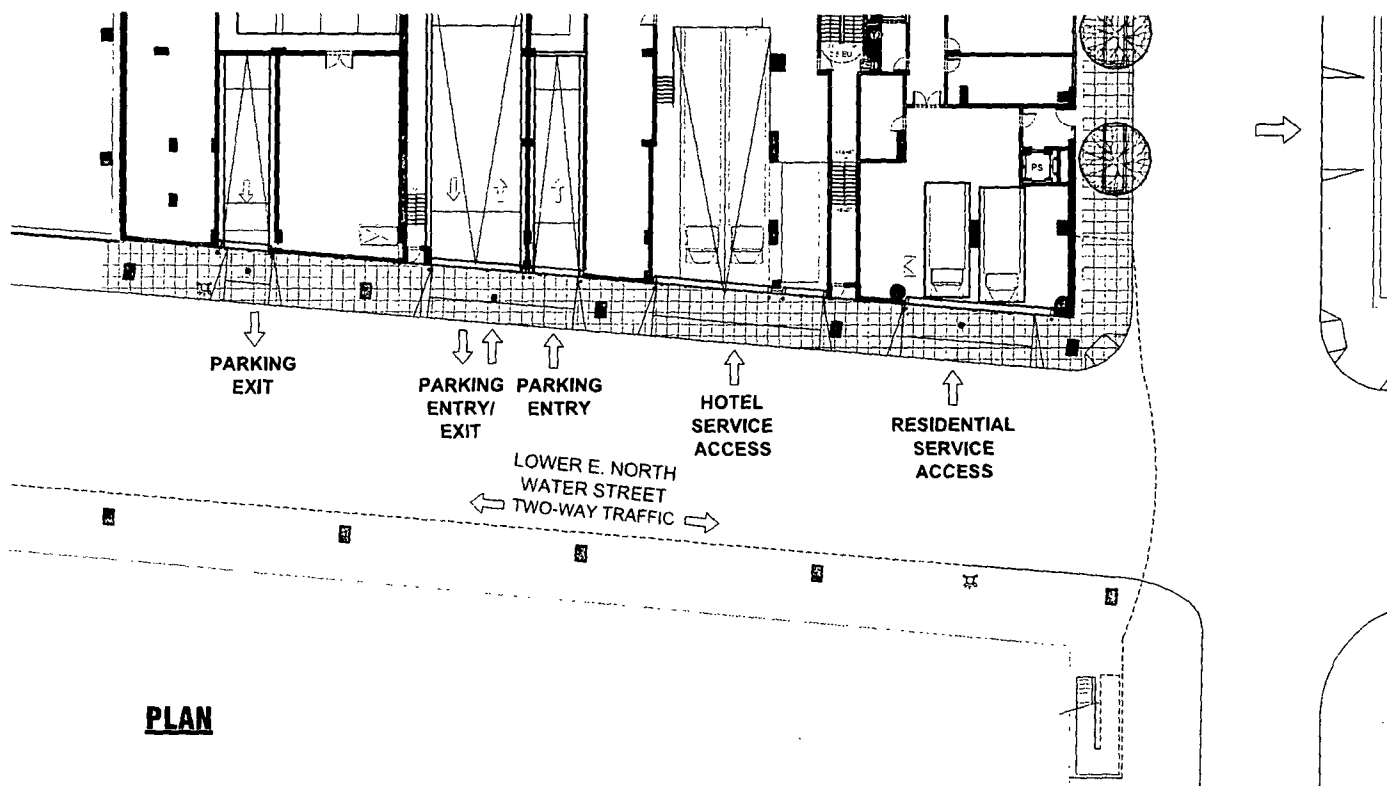 EU
PS
PARKING
EXIT
PARKING
ENTRY/
EXIT
PARKING
ENTRY
HOTEL
SERVICE
ACCESS
RESIDENTIAL
SERVICE
ACCESS
LOWER E. NORTH
WATER STREET
TWO-WAY TRAFFIC
PLAN